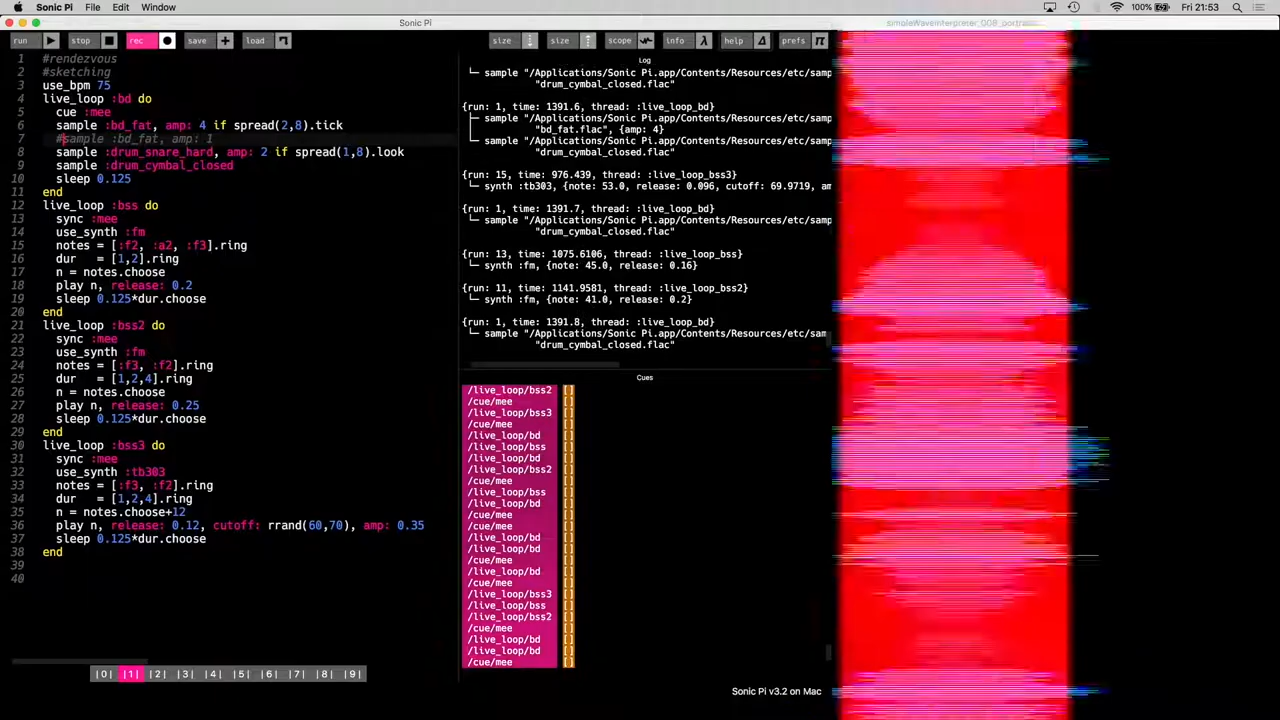 Sonic Pi File Edit Window 100% Fri 21:53
Sonic Pi
run stop rec save load size size scope info help prefs
1 #rendezvous
2 #sketching
3 use_bpm 75
4 live_loop :bd do
5 cue :mee
6 sample :bd_fat, amp: 4 if spread(2,8).tick
7 #sample :bd_fat, amp: 1
8 sample :drum_snare_hard, amp: 2 if spread(1,8).look
9 sample :drum_cymbal_closed
10 sleep 0.125
11 end
12 live_loop :bss do
13 sync :mee
14 use_synth :fm
15 notes = [:f2, :a2, :f3].ring
16 dur = [1,2].ring
17 n = notes.choose
18 play n, release: 0.2
19 sleep 0.125*dur.choose
20 end
21 live_loop :bss2 do
22 sync :mee
23 use_synth :fm
24 notes = [:f3, :f2].ring
25 dur = [1,2,4].ring
26 n = notes.choose
27 play n, release: 0.25
28 sleep 0.125*dur.choose
29 end
30 live_loop :bss3 do
31 sync :mee
32 use_synth :tb303
33 notes = [:f3, :f2].ring
34 dur = [1,2,4].ring
35 n = notes.choose+12
36 play n, release: 0.12, cutoff: rrand(60,70), amp: 0.35
37 sleep 0.125*dur.choose
38 end
39
40
|0| |1| |2| |3| |4| |5| |6| |7| |8| |9|
Log
└─ sample "/Applications/Sonic Pi.app/Contents/Resources/etc/sam
"drum_cymbal_closed.flac"
{run: 1, time: 1391.6, thread: :live_loop_bd}
├─ sample "/Applications/Sonic Pi.app/Contents/Resources/etc/sam
"bd_fat.flac", {amp: 4}
└─ sample "/Applications/Sonic Pi.app/Contents/Resources/etc/sam
"drum_cymbal_closed.flac"
{run: 15, time: 976.439, thread: :live_loop_bss3}
└─ synth :tb303, {note: 53.0, release: 0.096, cutoff: 69.9719, am
{run: 1, time: 1391.7, thread: :live_loop_bd}
└─ sample "/Applications/Sonic Pi.app/Contents/Resources/etc/sam
"drum_cymbal_closed.flac"
{run: 13, time: 1075.6106, thread: :live_loop_bss}
└─ synth :fm, {note: 45.0, release: 0.16}
{run: 11, time: 1141.9581, thread: :live_loop_bss2}
└─ synth :fm, {note: 41.0, release: 0.2}
{run: 1, time: 1391.8, thread: :live_loop_bd}
└─ sample "/Applications/Sonic Pi.app/Contents/Resources/etc/sam
"drum_cymbal_closed.flac"
Cues
/live_loop/bss2 []
/cue/mee []
/live_loop/bss3 []
/cue/mee []
/live_loop/bd []
/live_loop/bss []
/live_loop/bd []
/live_loop/bss2 []
/cue/mee []
/live_loop/bss []
/live_loop/bd []
/cue/mee []
/cue/mee []
/live_loop/bd []
/live_loop/bd []
/cue/mee []
/live_loop/bd []
/cue/mee []
/live_loop/bss3 []
/live_loop/bss []
/live_loop/bss2 []
/cue/mee []
/live_loop/bd []
/live_loop/bd []
/cue/mee []
Sonic Pi v3.2 on Mac